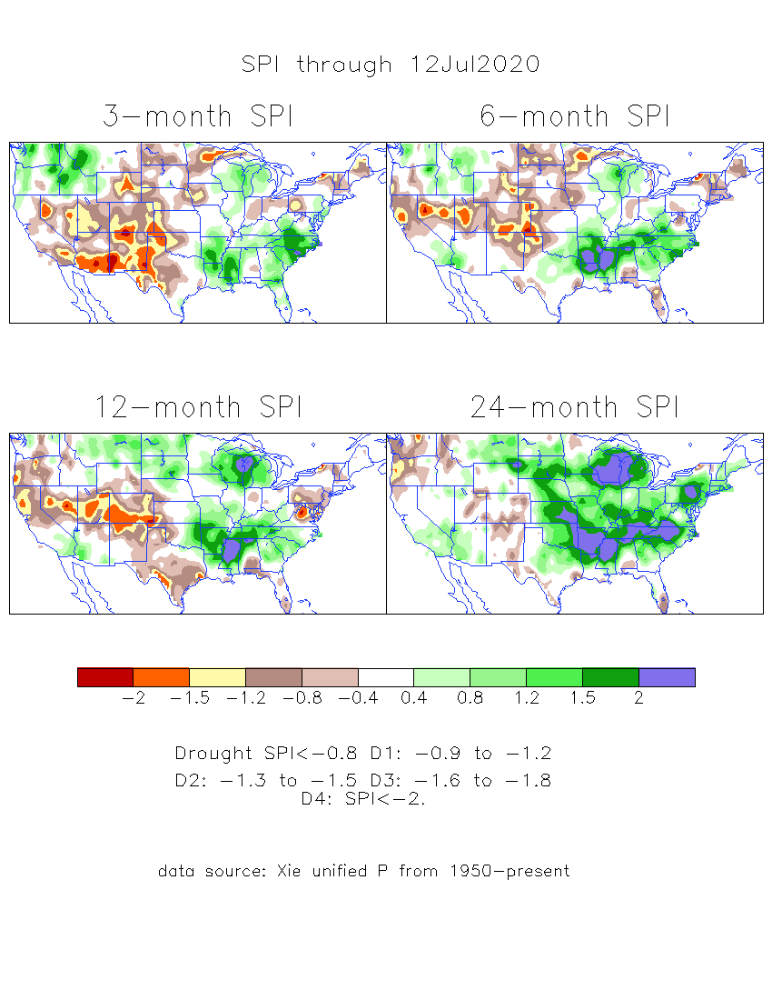 SPI through 12Jul2020
3-month SPI
6-month SPI
12-month SPI
24-month SPI
-2 -1.5 -1.2 -0.8 -0.4 0.4 0.8 1.2 1.5 2
Drought SPI<-0.8 D1: -0.9 to -1.2
D2: -1.3 to -1.5 D3: -1.6 to -1.8
D4: SPI<-2.
data source: Xie unified P from 1950-present